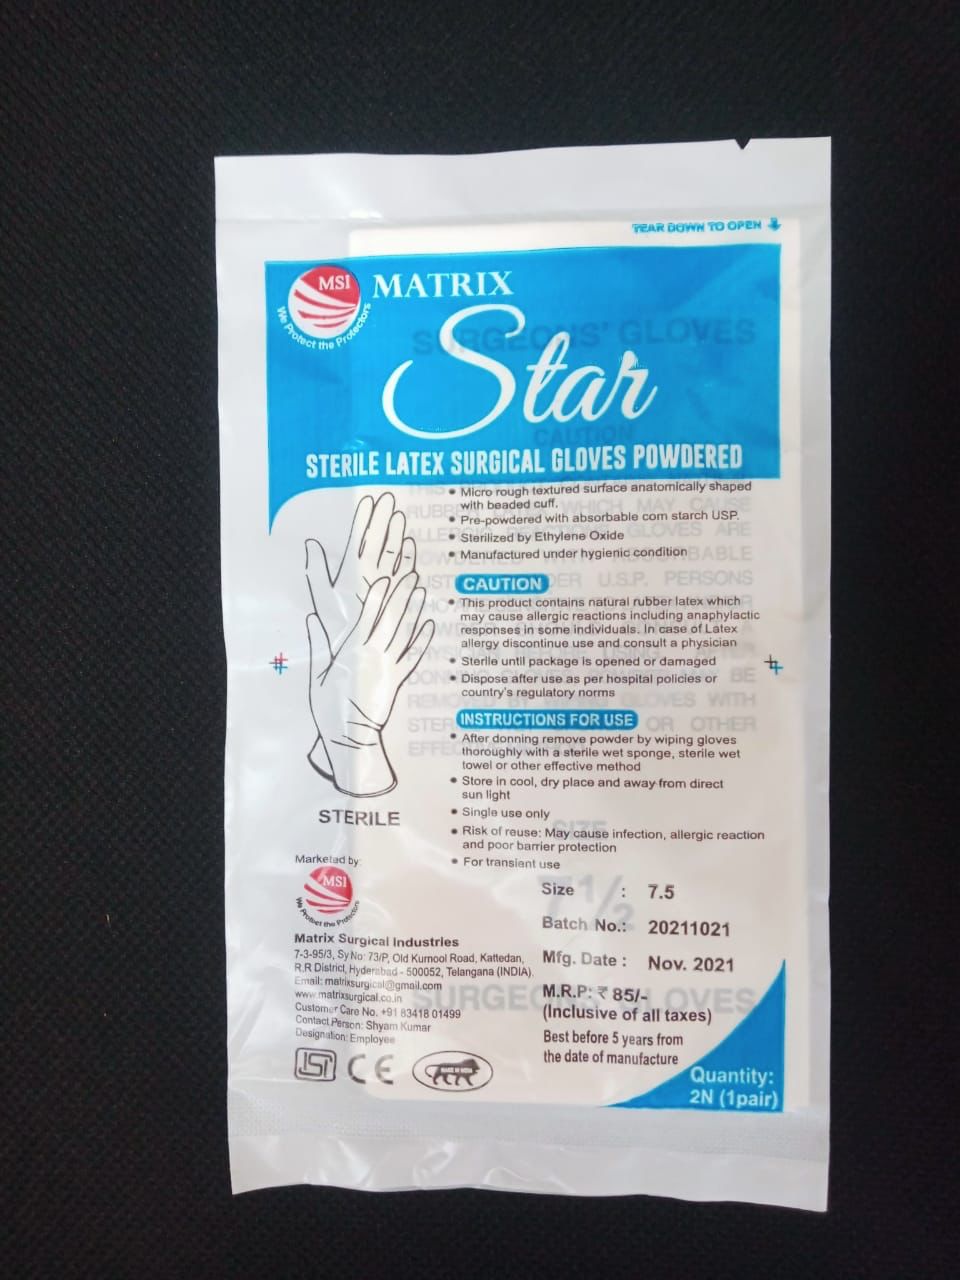 TEAR DOWN TO OPEN
MSI
We Protect the Protectors
MATRIX
Star
STERILE LATEX SURGICAL GLOVES POWDERED
• Micro rough textured surface anatomically shaped
with beaded cuff.
• Pre-powdered with absorbable corn starch USP.
• Sterilized by Ethylene Oxide
• Manufactured under hygienic condition
CAUTION
• This product contains natural rubber latex which
may cause allergic reactions including anaphylactic
responses in some individuals. In case of Latex
allergy discontinue use and consult a physician
• Sterile until package is opened or damaged
• Dispose after use as per hospital policies or
country's regulatory norms
INSTRUCTIONS FOR USE
• After donning remove powder by wiping gloves
thoroughly with a sterile wet sponge, sterile wet
towel or other effective method
• Store in cool, dry place and away from direct
sun light
• Single use only
• Risk of reuse: May cause infection, allergic reaction
and poor barrier protection
• For transient use
STERILE
Marketed by:
MSI
We Protect the Protectors
Matrix Surgical Industries
7-3-95/3, Sy No: 73/P, Old Kurnool Road, Kattedan,
R.R District, Hyderabad - 500052, Telangana (INDIA).
Email: matrixsurgical@gmail.com
www.matrixsurgical.co.in
Customer Care No. +91 83418 01499
Contact Person: Shyam Kumar
Designation: Employee
ISI CE
MAKE IN INDIA
Size : 7.5
Batch No.: 20211021
Mfg. Date : Nov. 2021
M.R.P: ₹ 85/-
(Inclusive of all taxes)
Best before 5 years from
the date of manufacture
Quantity:
2N (1pair)
SURGEONS' GLOVES
CAUTION
SIZE
7½
SURGEONS' GLOVES